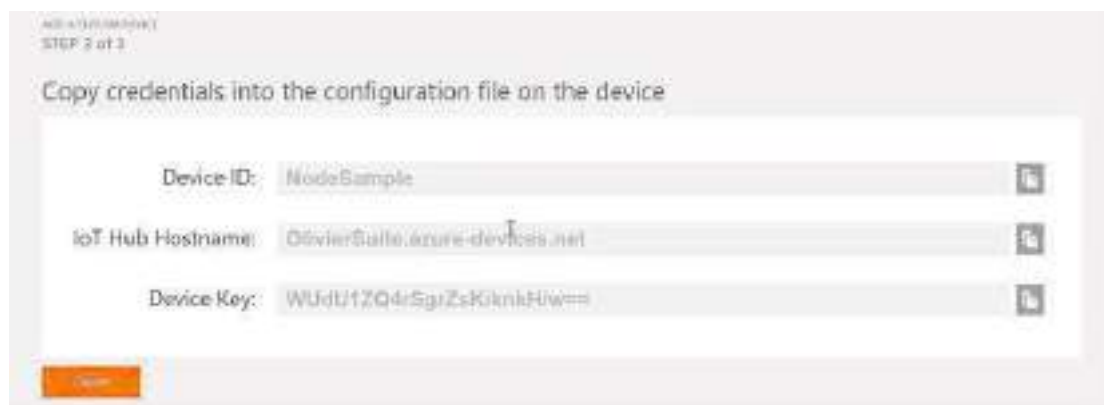 STEP 3 of 3
Copy credentials into the configuration file on the device
Device ID: NodeSample
IoT Hub Hostname: OlivierSuite.azure-devices.net
Device Key: